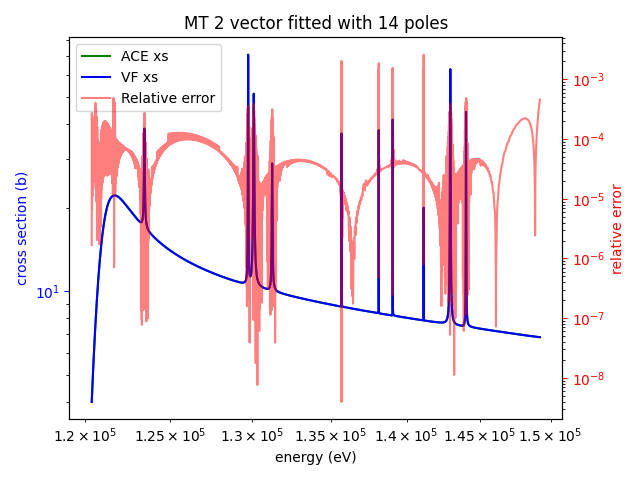 MT 2 vector fitted with 14 poles
ACE xs
VF xs
Relative error
cross section (b)
10¹
10⁻³
10⁻⁴
10⁻⁵
10⁻⁶
10⁻⁷
10⁻⁸
relative error
1.2 × 10⁵ 1.25 × 10⁵ 1.3 × 10⁵ 1.35 × 10⁵ 1.4 × 10⁵ 1.45 × 10⁵ 1.5 × 10⁵
energy (eV)